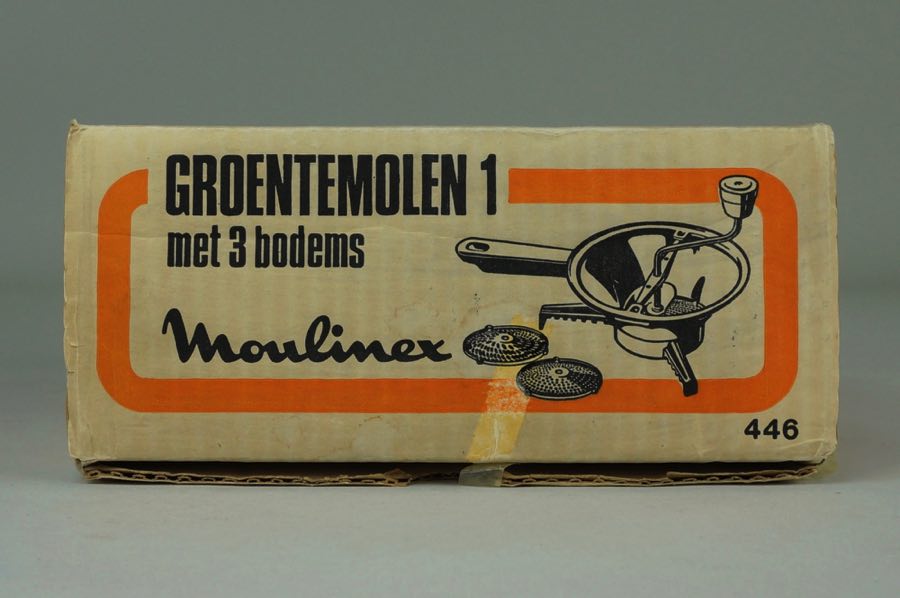 GROENTEMOLEN 1
met 3 bodems
Moulinex
446